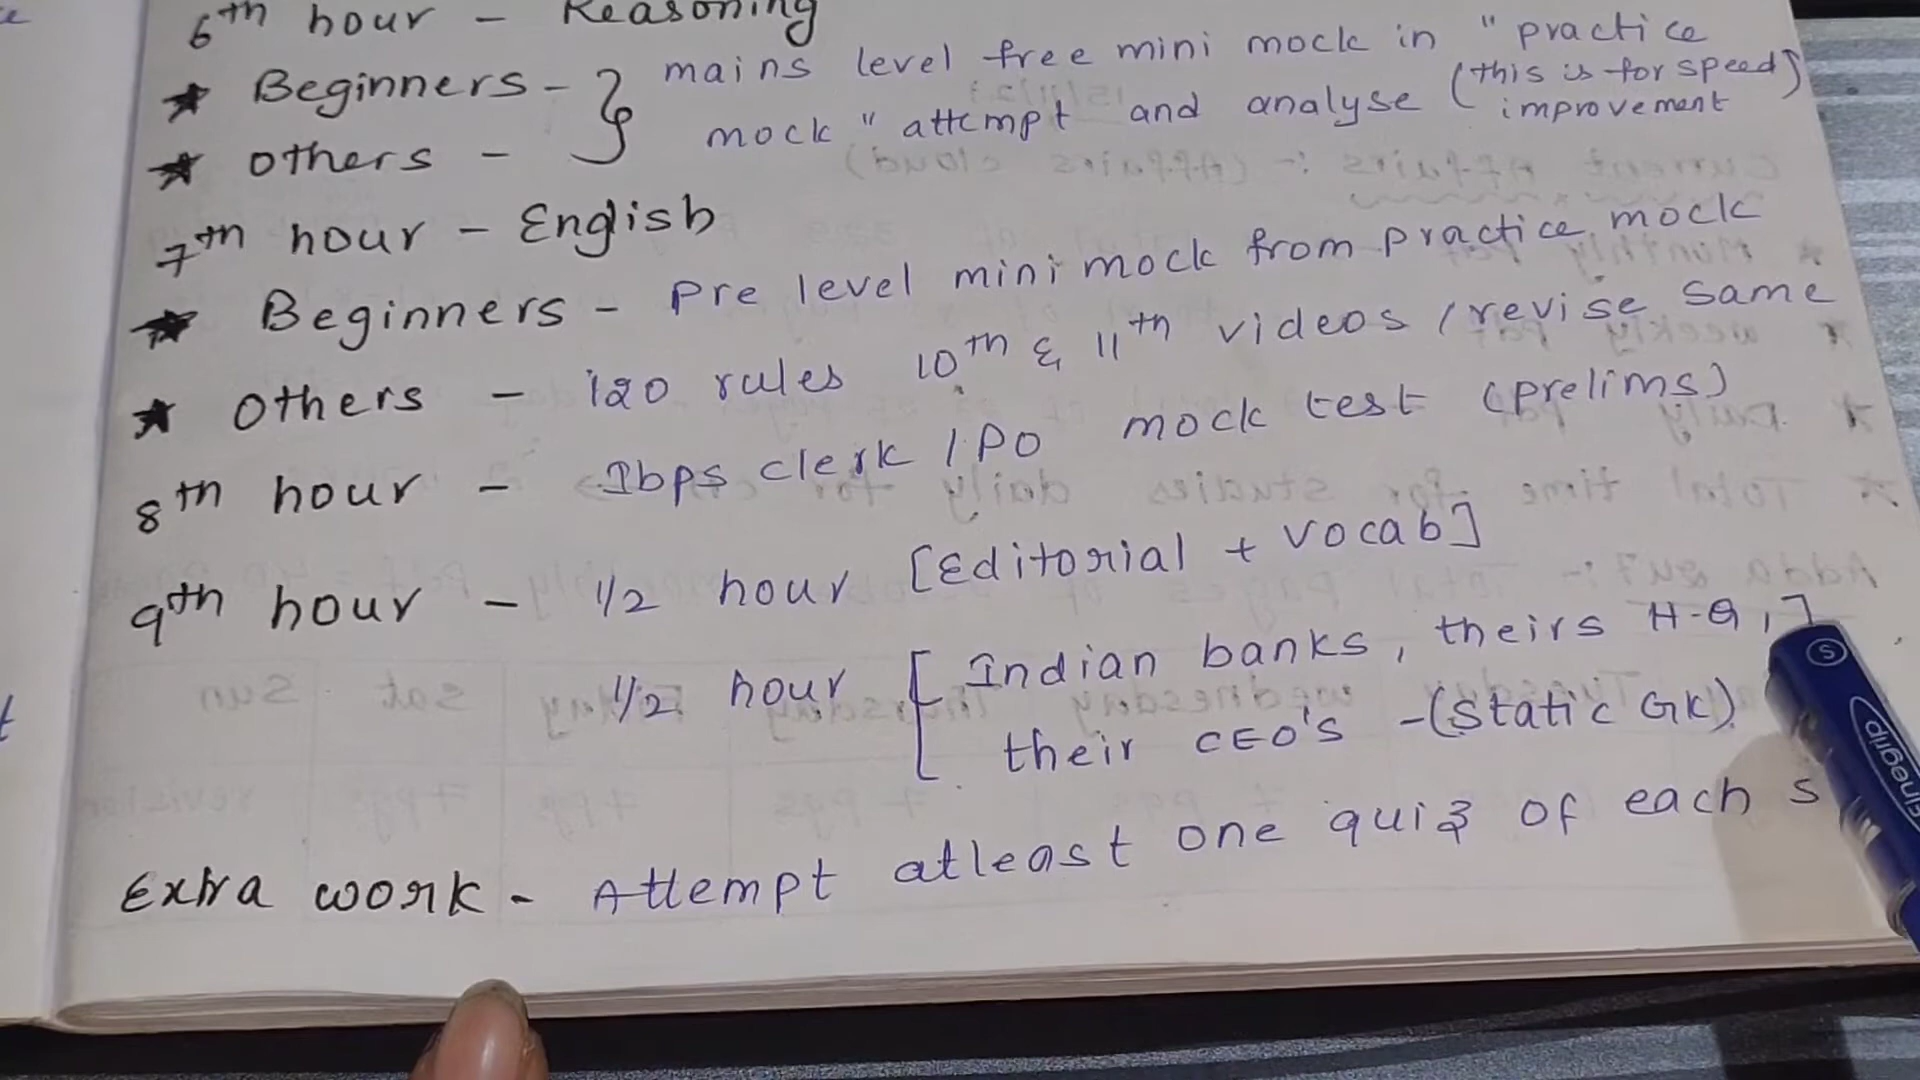 6th hour - Reasoning
★ Beginners - } mains level free mini mock in "practice
★ others - mock" attempt and analyse (this is for speed) improvement
7th hour - English
★ Beginners - Pre level mini mock from practice mock
★ Others - 120 rules 10th & 11th videos / revise same
8th hour - Ibps clerk / PO mock test (prelims)
9th hour - 1/2 hour [Editorial + vocab]
1/2 hour [Indian banks, theirs H-Q,]
their CEO's - (Static GK)
Extra work - Attempt atleast one quiz of each s
finegrip